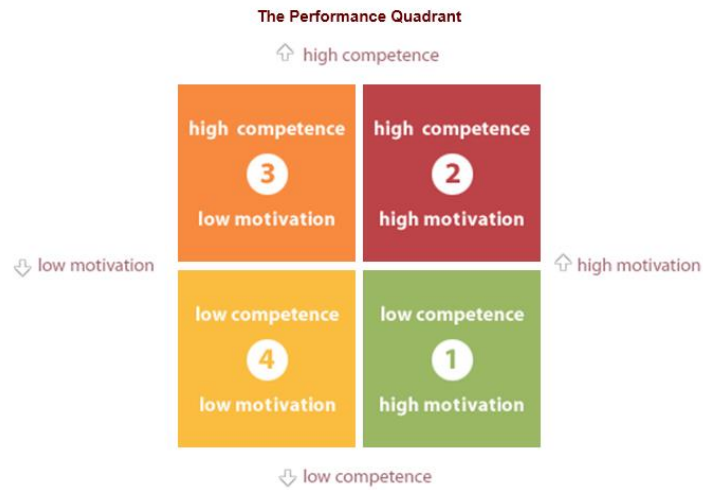 The Performance Quadrant
high competence
high competence
3
low motivation
high competence
2
high motivation
low motivation
high motivation
low competence
4
low motivation
low competence
1
high motivation
low competence